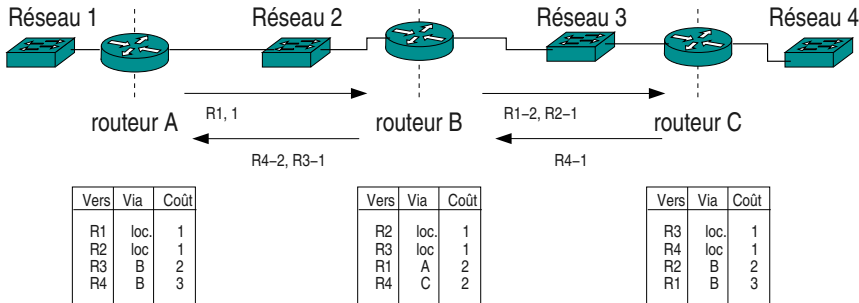 Réseau 1 Réseau 2 Réseau 3 Réseau 4
R1, 1 R1–2, R2–1
routeur A routeur B routeur C
R4–2, R3–1 R4–1
Vers Via Coût
R1 loc. 1
R2 loc 1
R3 B 2
R4 B 3
Vers Via Coût
R2 loc. 1
R3 loc 1
R1 A 2
R4 C 2
Vers Via Coût
R3 loc. 1
R4 loc 1
R2 B 2
R1 B 3